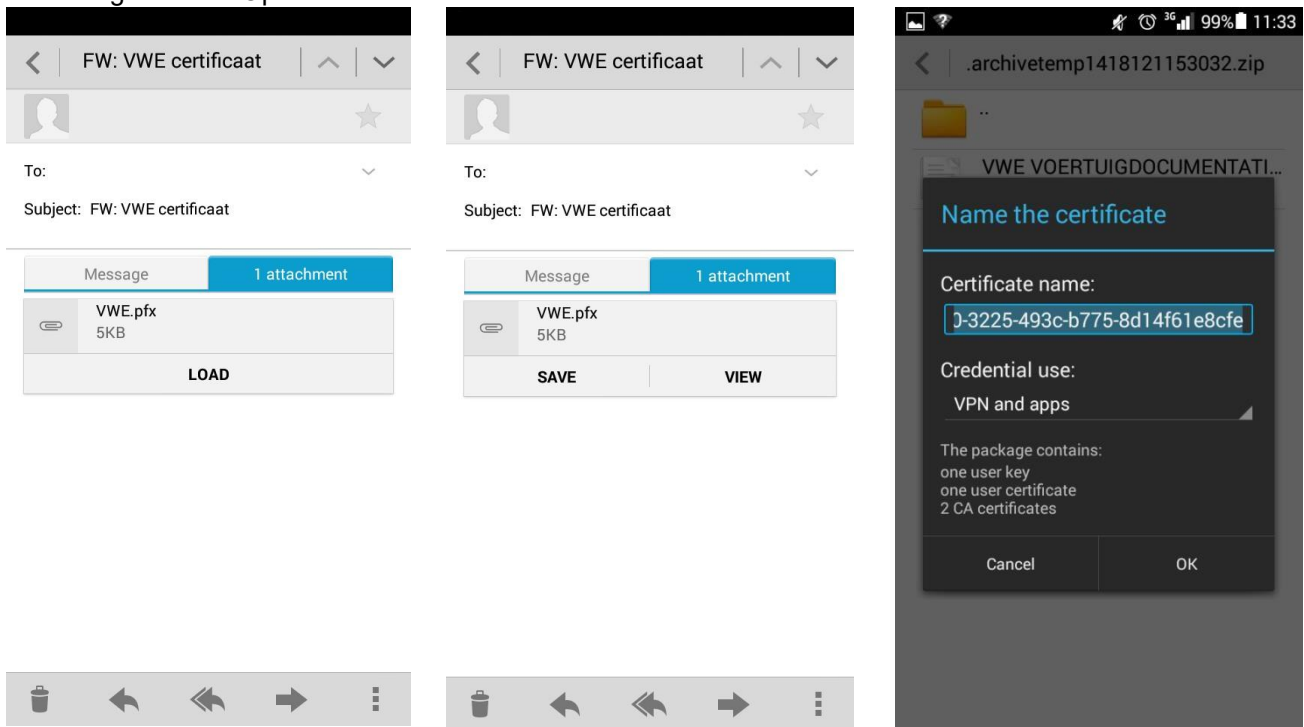 FW: VWE certificaat
To:
Subject: FW: VWE certificaat
Message 1 attachment
VWE.pfx
5KB
LOAD
FW: VWE certificaat
To:
Subject: FW: VWE certificaat
Message 1 attachment
VWE.pfx
5KB
SAVE VIEW
3G 99% 11:33
.archivetemp1418121153032.zip
..
VWE VOERTUIGDOCUMENTATI...
Name the certificate
Certificate name:
0-3225-493c-b775-8d14f61e8cfe
Credential use:
VPN and apps
The package contains:
one user key
one user certificate
2 CA certificates
Cancel OK